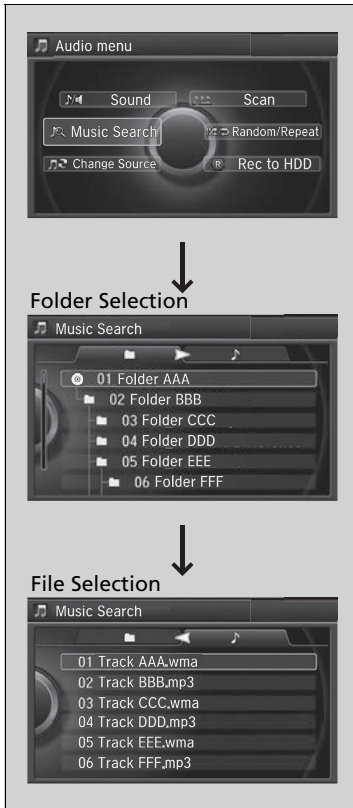 Audio menu
Sound
Scan
Music Search
Random/Repeat
Change Source
R Rec to HDD
Folder Selection
Music Search
01 Folder AAA
02 Folder BBB
03 Folder CCC
04 Folder DDD
05 Folder EEE
06 Folder FFF
File Selection
Music Search
01 Track AAA.wma
02 Track BBB.mp3
03 Track CCC.wma
04 Track DDD.mp3
05 Track EEE.wma
06 Track FFF.mp3